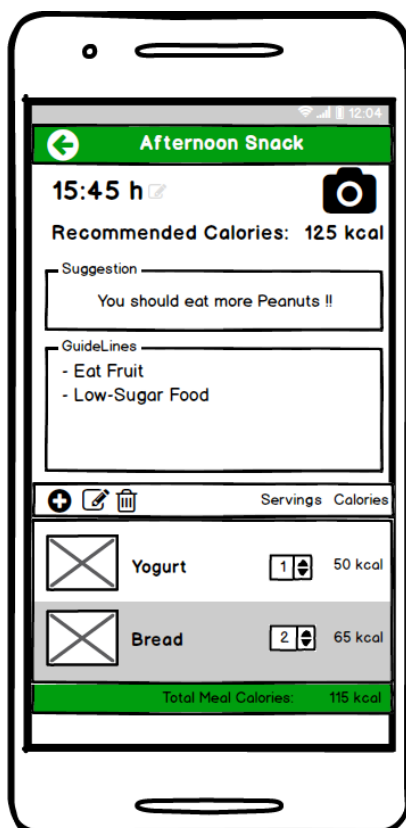 12:04
Afternoon Snack
15:45 h
Recommended Calories: 125 kcal
Suggestion
You should eat more Peanuts !!
GuideLines
- Eat Fruit
- Low-Sugar Food
Servings Calories
Yogurt 1 50 kcal
Bread 2 65 kcal
Total Meal Calories: 115 kcal